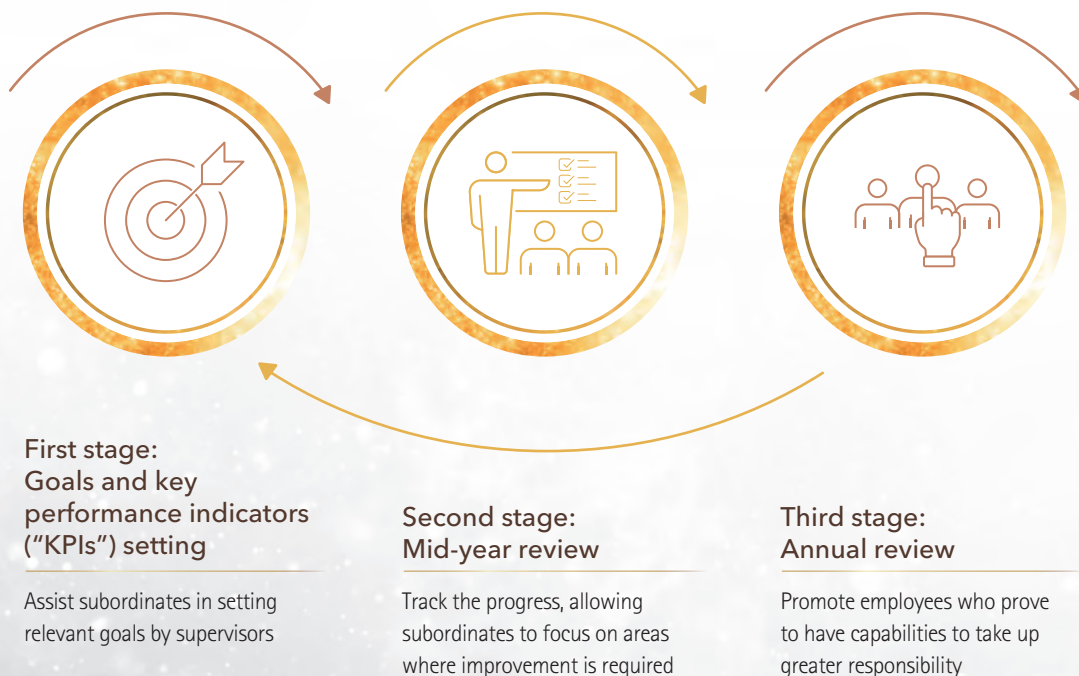 First stage:
Goals and key
performance indicators
(“KPIs”) setting
Assist subordinates in setting
relevant goals by supervisors
Second stage:
Mid-year review
Track the progress, allowing
subordinates to focus on areas
where improvement is required
Third stage:
Annual review
Promote employees who prove
to have capabilities to take up
greater responsibility